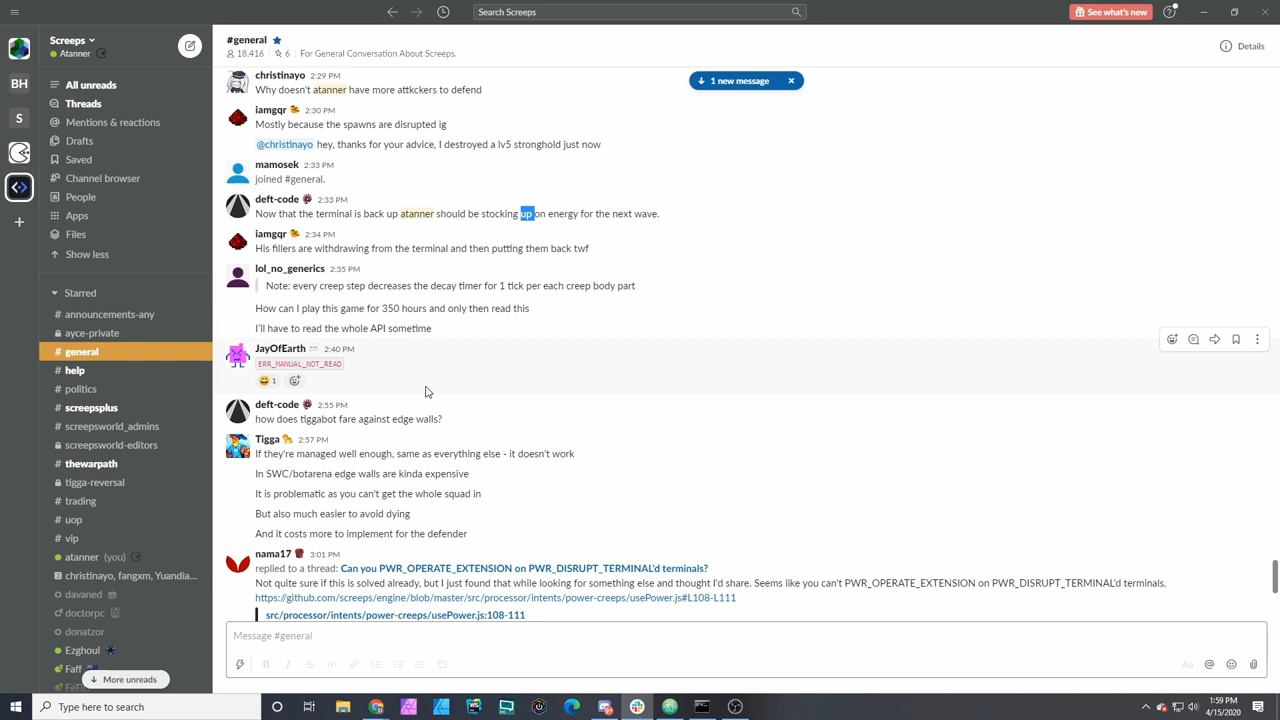 Search Screeps
See what's new
Screeps
Atanner
#general
18,416 6 For General Conversation About Screeps.
Details
BH
S
All unreads
Threads
Mentions & reactions
Drafts
Saved
Channel browser
People
Apps
Files
Show less
Starred
announcements-any
ayce-private
general
# help
# politics
# screepsplus
screepsworld_admins
screepsworld-editors
# thewarpath
tigga-reversal
# trading
# uop
# vip
atanner (you)
3 christinayo, fangxm, Yuandia...
davaned
doctorpc
donatzor
Ezghoul
Faff
More unreads
1 new message
christinayo 2:29 PM
Why doesn't atanner have more attkckers to defend
iamgqr 2:30 PM
Mostly because the spawns are disrupted ig
@christinayo hey, thanks for your advice, I destroyed a lv5 stronghold just now
mamosek 2:33 PM
joined #general.
deft-code 2:33 PM
Now that the terminal is back up atanner should be stocking up on energy for the next wave.
iamgqr 2:34 PM
His fillers are withdrawing from the terminal and then putting them back twf
lol_no_generics 2:35 PM
Note: every creep step decreases the decay timer for 1 tick per each creep body part
How can I play this game for 350 hours and only then read this
I'll have to read the whole API sometime
JayOfEarth 2:40 PM
ERR_MANUAL_NOT_READ
1
deft-code 2:55 PM
how does tiggabot fare against edge walls?
Tigga 2:57 PM
If they're managed well enough, same as everything else - it doesn't work
In SWC/botarena edge walls are kinda expensive
It is problematic as you can't get the whole squad in
But also much easier to avoid dying
And it costs more to implement for the defender
nama17 3:01 PM
replied to a thread: Can you PWR_OPERATE_EXTENSION on PWR_DISRUPT_TERMINAL'd terminals?
Not quite sure if this is solved already, but I just found that while looking for something else and thought I'd share. Seems like you can't PWR_OPERATE_EXTENSION on PWR_DISRUPT_TERMINAL'd terminals.
https://github.com/screeps/engine/blob/master/src/processor/intents/power-creeps/usePower.js#L108-L111
src/processor/intents/power-creeps/usePower.js:108-111
Message #general
B I S
Aa
Type here to search
1:59 PM
4/15/2020